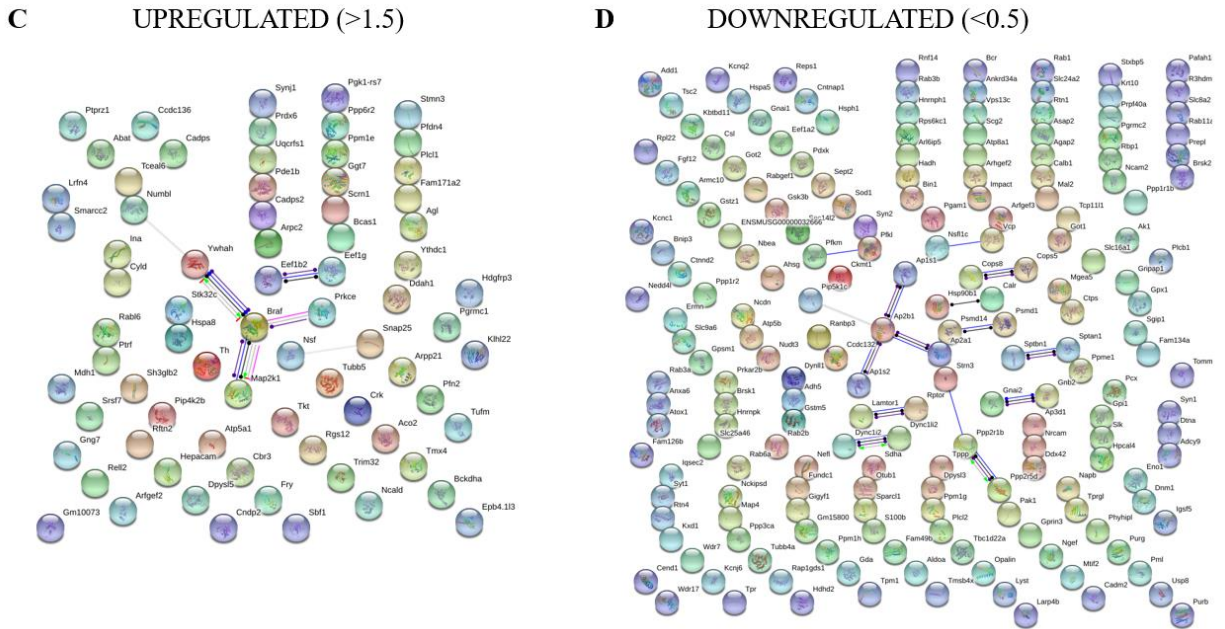 C UPREGULATED (>1.5)
Ptprz1
Ccdc136
Abat
Cadps
Tceal6
Numbl
Lrfn4
Smarcc2
Synj1
Prdx6
Uqcrfs1
Pde1b
Cadps2
Arpc2
Pgk1-rs7
Ppp6r2
Ppm1e
Ggt7
Scrn1
Bcas1
Stmn3
Pfdn4
Plcl1
Fam171a2
Agl
Ythdc1
Ina
Cyld
Ywhah
Eef1b2
Eef1g
Ddah1
Hdgfrp3
Stk32c
Hspa8
Braf
Prkce
Pgrmc1
Rabl6
Ptrf
Th
Nsf
Snap25
Klhl22
Mdh1
Sh3glb2
Map2k1
Tubb5
Arpp21
Srsf7
Pip4k2b
Tkt
Crk
Pfn2
Gng7
Rftn2
Atp5a1
Rgs12
Aco2
Tufm
Rell2
Hepacam
Cbr3
Trim32
Tmx4
Arfgef2
Dpysl5
Fry
Ncald
Bckdha
Gm10073
Cndp2
Sbf1
Epb4.1l3
D DOWNREGULATED (<0.5)
Add1
Kcnq2
Reps1
Tsc2
Hspa5
Cntnap1
Kbtbd11
Gnai1
Hsph1
Rpl22
Csl
Eef1a2
Fgf12
Got2
Pdxk
Armc10
Rabgef1
Sept2
Gstz1
Gsk3b
Sod1
ENSMUSG00000032666
Syn2
Kcnc1
Bnip3
Nbea
Pfkm
Pfkl
Ctnnd2
Ahsg
Ckmt1
Nedd4l
Ppp1r2
Pip5k1c
Rnf14
Rab3b
Hnrnph1
Rps6kc1
Arl6ip5
Hadh
Bin1
Bcr
Ankrd34a
Vps13c
Scg2
Atp8a1
Arhgef2
Impact
Rab1
Slc24a2
Rtn1
Asap2
Agap2
Calb1
Mal2
Stxbp5
Krt10
Prpf40a
Pgrmc2
Rbp1
Ncam2
Pafah1
R3hdm
Slc8a2
Rab11
Prepl
Brsk2
Ppp1r1b
Pgam1
Arfgef3
Tcp11l1
Nsfl1c
Vcp
Got1
Ak1
Slc16a1
Plcb1
Ap1s1
Cops8
Cops5
Mgea5
Gnpap1
Hsp90b1
Calr
Ctps
Gpx1
Ermn
Ncdn
Slc9a6
Atp5b
Ranbp3
Ap2b1
Psmd14
Psmd1
Sgip1
Gpsm1
Nudt3
Ccdc132
Ap2a1
Sptbn1
Sptan1
Fam134a
Rab3a
Prkar2b
Dynll1
Ap1s2
Strn3
Ppme1
Tomm
Anxa6
Brsk1
Adh5
Gnai2
Gnb2
Pcx
Atox1
Hnrnpk
Gstm5
Lamtor1
Rptor
Gpi1
Syn1
Slc25a46
Dync1li2
Ap3d1
Slk
Dtna
Fam126b
Rab2b
Dync1i2
Nrcam
Hpcal4
Adcy9
Rab6a
Sdha
Ppp2r1b
Ddx42
Iqsec2
Nefl
Tppp
Ppp2r5d
Napb
Eno1
Syt1
Nckipsd
Fundc1
Otub1
Dpysl3
Tprgl
Dnm1
Rtn4
Map4
Gigyf1
Sparcl1
Ppm1g
Pak1
Igsf5
Kxd1
Ppp3ca
Gm15800
S100b
Plcl2
Gprin3
Phyhipl
Wdr7
Tubb4a
Ppm1h
Fam49b
Tbc1d22a
Ngef
Purg
Cend1
Kcnj6
Rap1gds1
Gda
Aldoa
Opalin
Mtif2
Pml
Wdr17
Tpr
Hdhd2
Tpm1
Tmsb4x
Lyst
Cadm2
Usp8
Larp4b
Purb